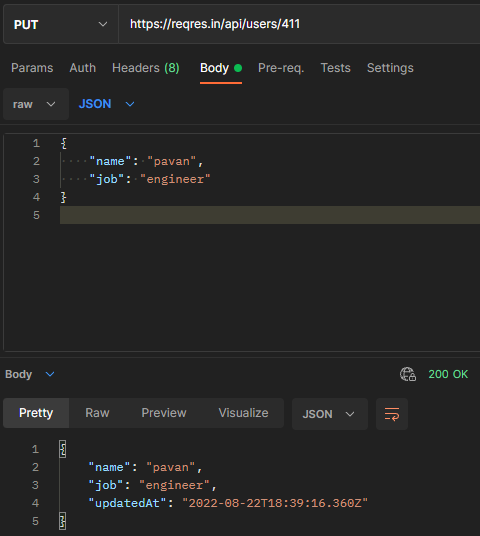 PUT https://reqres.in/api/users/411
Params Auth Headers (8) Body Pre-req. Tests Settings
raw JSON
1 {
2 "name": "pavan",
3 "job": "engineer"
4 }
5
Body 200 OK
Pretty Raw Preview Visualize JSON
1 {
2 "name": "pavan",
3 "job": "engineer",
4 "updatedAt": "2022-08-22T18:39:16.360Z"
5 }